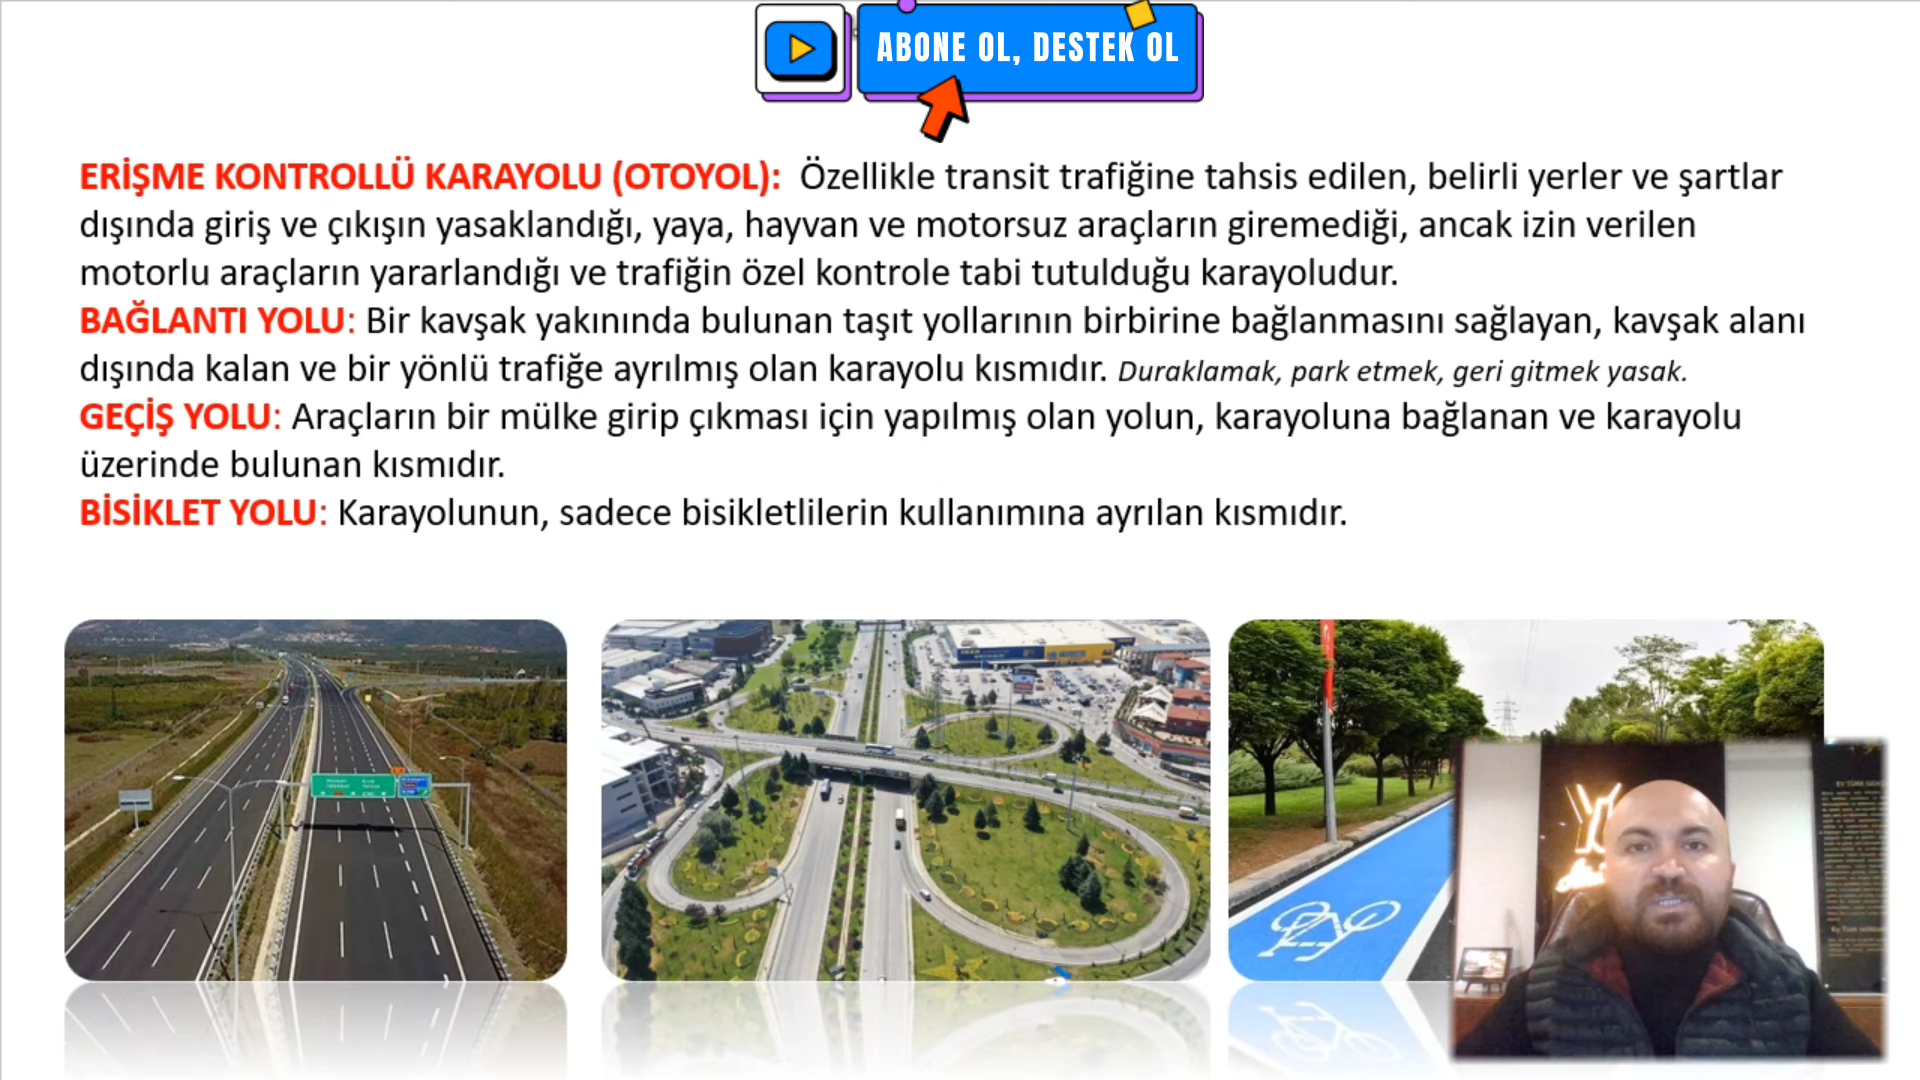 ABONE OL, DESTEK OL
ERİŞME KONTROLLÜ KARAYOLU (OTOYOL): Özellikle transit trafiğine tahsis edilen, belirli yerler ve şartlar
dışında giriş ve çıkışın yasaklandığı, yaya, hayvan ve motorsuz araçların giremediği, ancak izin verilen
motorlu araçların yararlandığı ve trafiğin özel kontrole tabi tutulduğu karayoludur.
BAĞLANTI YOLU: Bir kavşak yakınında bulunan taşıt yollarının birbirine bağlanmasını sağlayan, kavşak alanı
dışında kalan ve bir yönlü trafiğe ayrılmış olan karayolu kısmıdır. Duraklamak, park etmek, geri gitmek yasak.
GEÇİŞ YOLU: Araçların bir mülke girip çıkması için yapılmış olan yolun, karayoluna bağlanan ve karayolu
üzerinde bulunan kısmıdır.
BİSİKLET YOLU: Karayolunun, sadece bisikletlilerin kullanımına ayrılan kısmıdır.